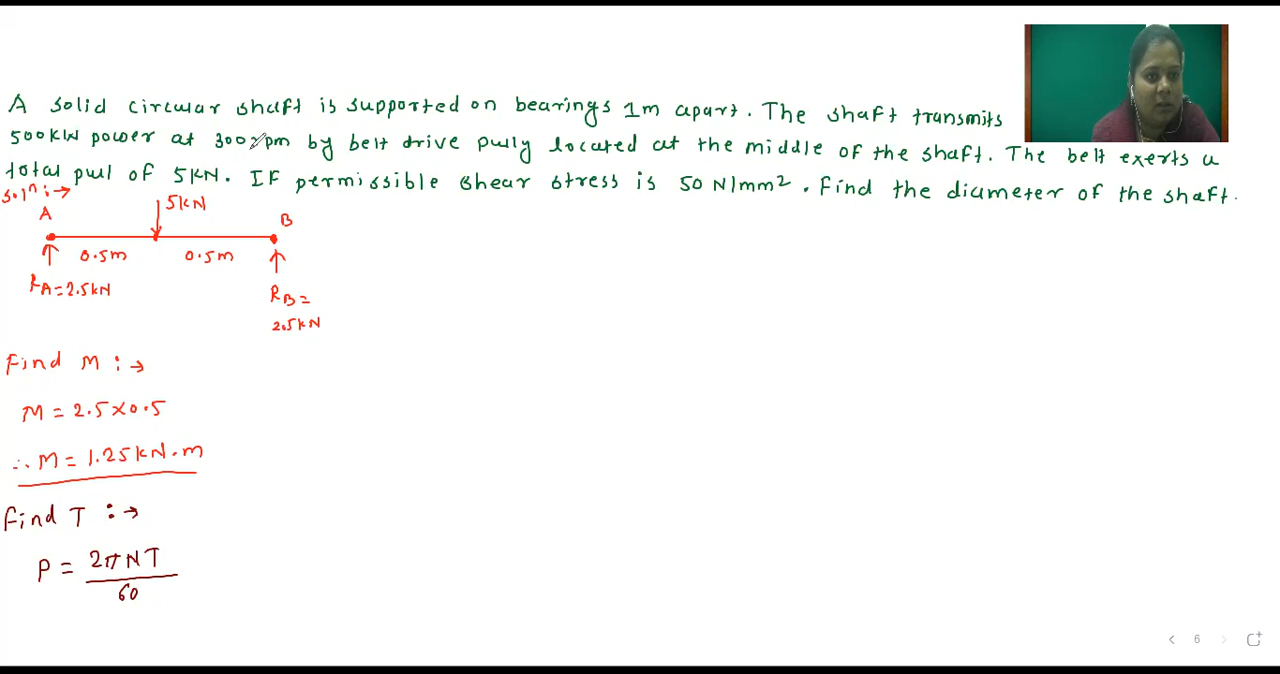 A solid circular shaft is supported on bearings 1m apart. The shaft transmits
500kW power at 300rpm by belt drive pully located at the middle of the shaft. The belt exerts a
total pull of 5kN. IF permissible shear stress is 50 N/mm². Find the diameter of the shaft.
Soln :→
5kN
A
B
0.5m 0.5m
RA=2.5kN
RB=
2.5kN
Find M :→
M = 2.5×0.5
∴ M = 1.25kN.m
Find T :→
P = 2πNT
60
< 6 >